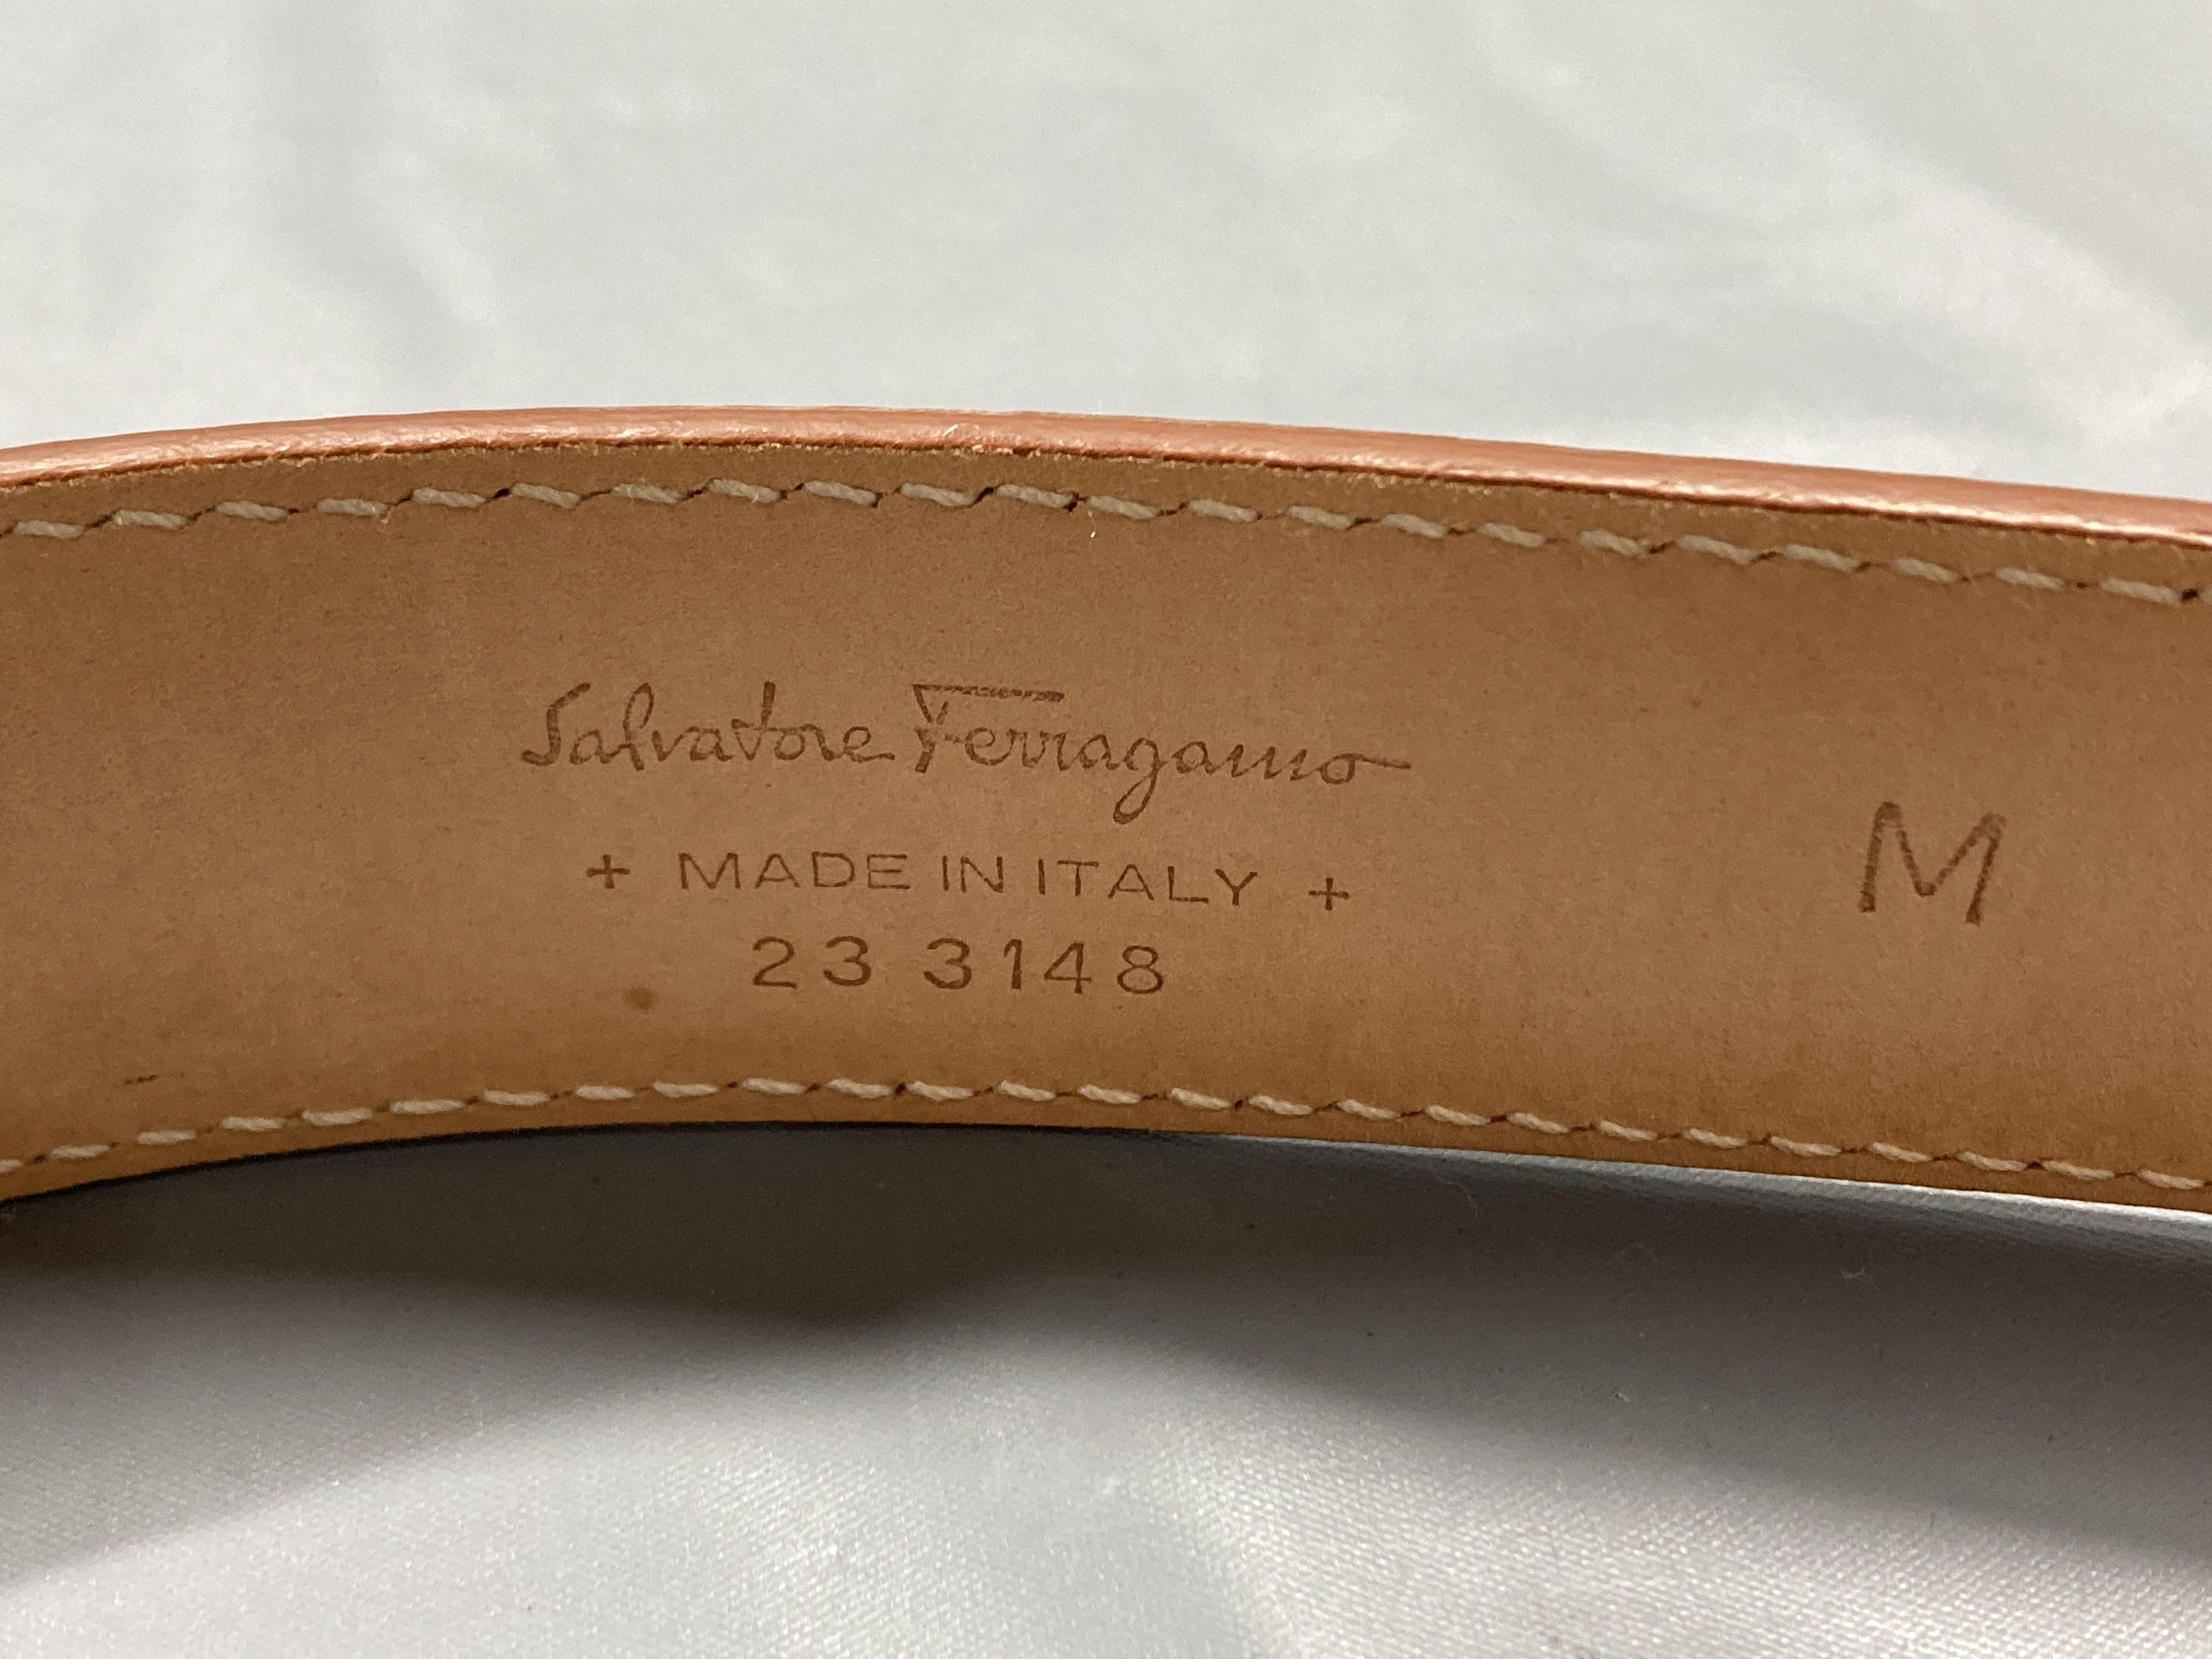 Salvatore Ferragamo
+ MADE IN ITALY +
23 3148
M